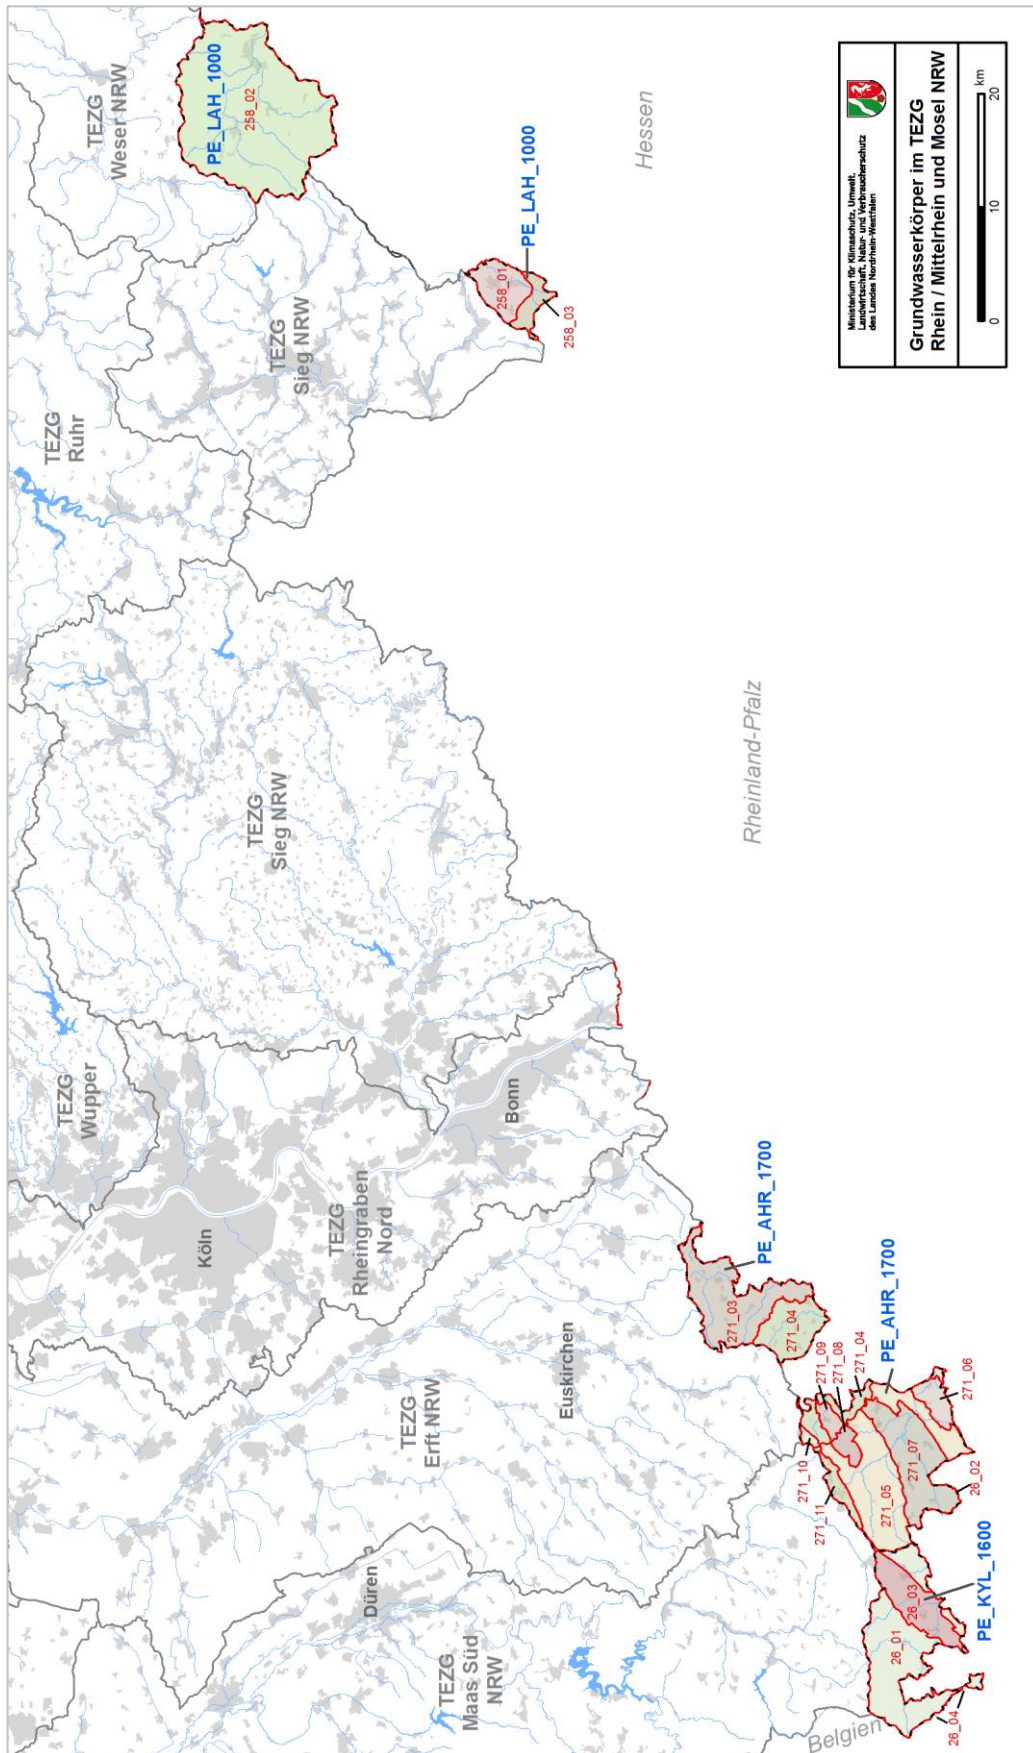 TEZG
Weser NRW
PE_LAH_1000
258_02
TEZG
Ruhr
TEZG
Sieg NRW
258_01
PE_LAH_1000
258_03
Hessen
TEZG
Sieg NRW
Rheinland-Pfalz
TEZG
Wupper
Köln
TEZG
Rheingraben
Nord
Bonn
PE_AHR_1700
271_03
271_04
TEZG
Erft NRW
Euskirchen
271_09
271_08
271_04
PE_AHR_1700
271_06
271_10
271_11
271_05
271_07
26_02
Düren
TEZG
Maas Süd
NRW
26_01
26_03
PE_KYL_1600
26_04
Belgien
Ministerium für Klimaschutz, Umwelt,
Landwirtschaft, Natur- und Verbraucherschutz
des Landes Nordrhein-Westfalen
Grundwasserkörper im TEZG
Rhein / Mittelrhein und Mosel NRW
0 10 20 km